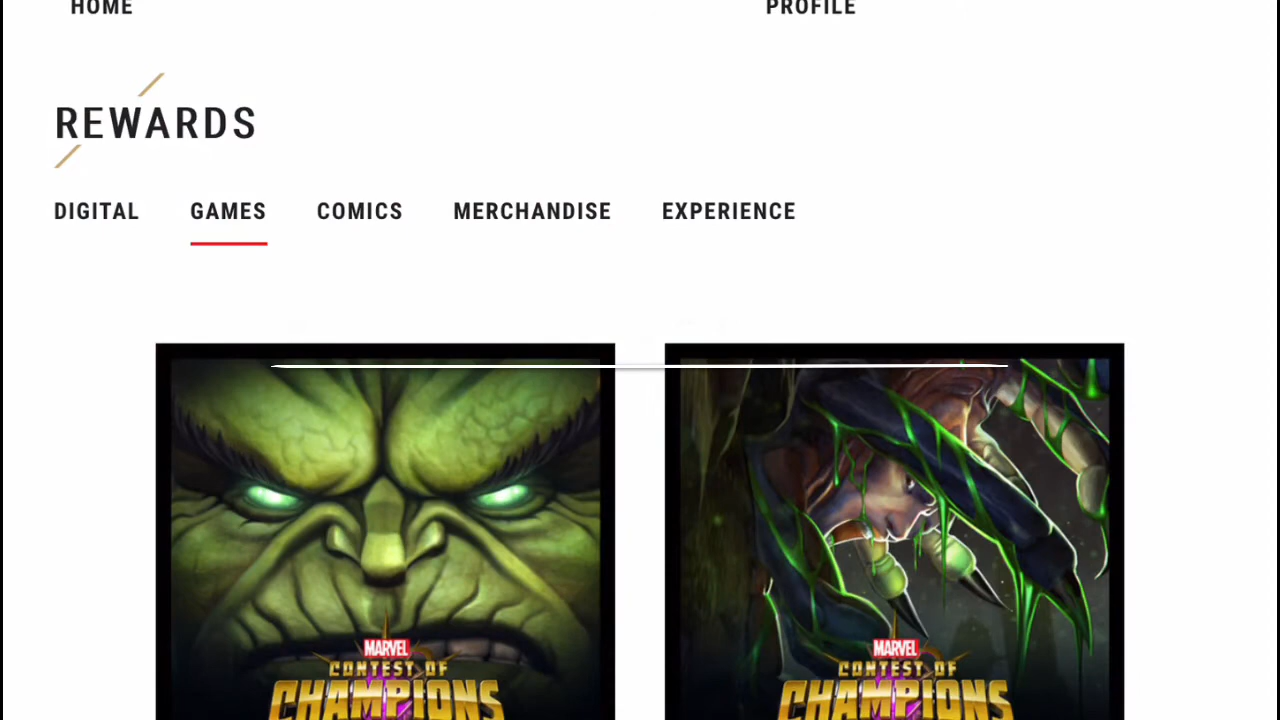 HOME PROFILE
REWARDS
DIGITAL GAMES COMICS MERCHANDISE EXPERIENCE
MARVEL
CONTEST OF
CHAMPIONS
MARVEL
CONTEST OF
CHAMPIONS